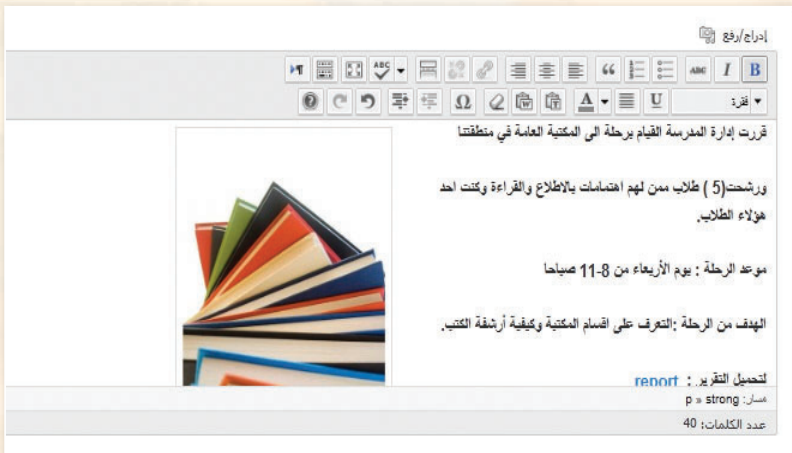 إدراج/رفع
B I ABC “ ABC ¶
فقرة U A T W Ω ?
قررت إدارة المدرسة القيام برحلة الى المكتبة العامة في منطقتنا
ورشحت(5 ) طلاب ممن لهم اهتمامات بالاطلاع والقراءة وكنت احد
هؤلاء الطلاب.
موعد الرحلة : يوم الأربعاء من 8-11 صباحا
الهدف من الرحلة :التعرف على اقسام المكتبة وكيفية أرشفة الكتب.
لتحميل التقرير : report
مسار: p » strong
عدد الكلمات: 40